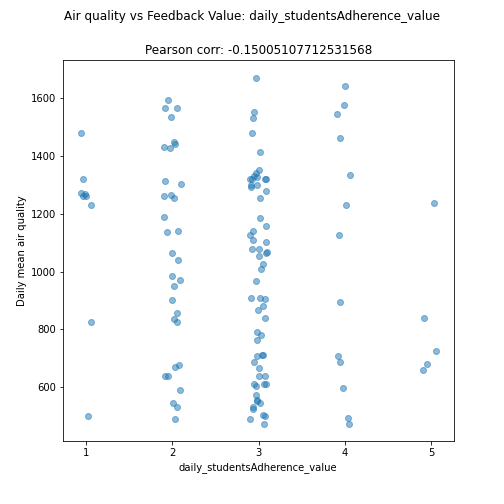 Air quality vs Feedback Value: daily_studentsAdherence_value
Pearson corr: -0.15005107712531568
1600
1400
1200
1000
800
600
Daily mean air quality
1 2 3 4 5
daily_studentsAdherence_value